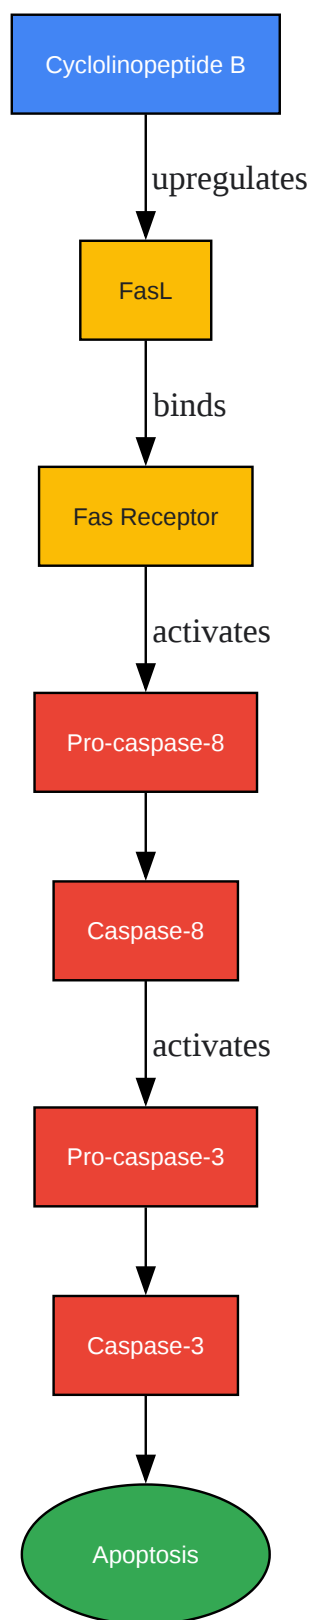 Cyclolinopeptide B
upregulates
FasL
binds
Fas Receptor
activates
Pro-caspase-8
Caspase-8
activates
Pro-caspase-3
Caspase-3
Apoptosis